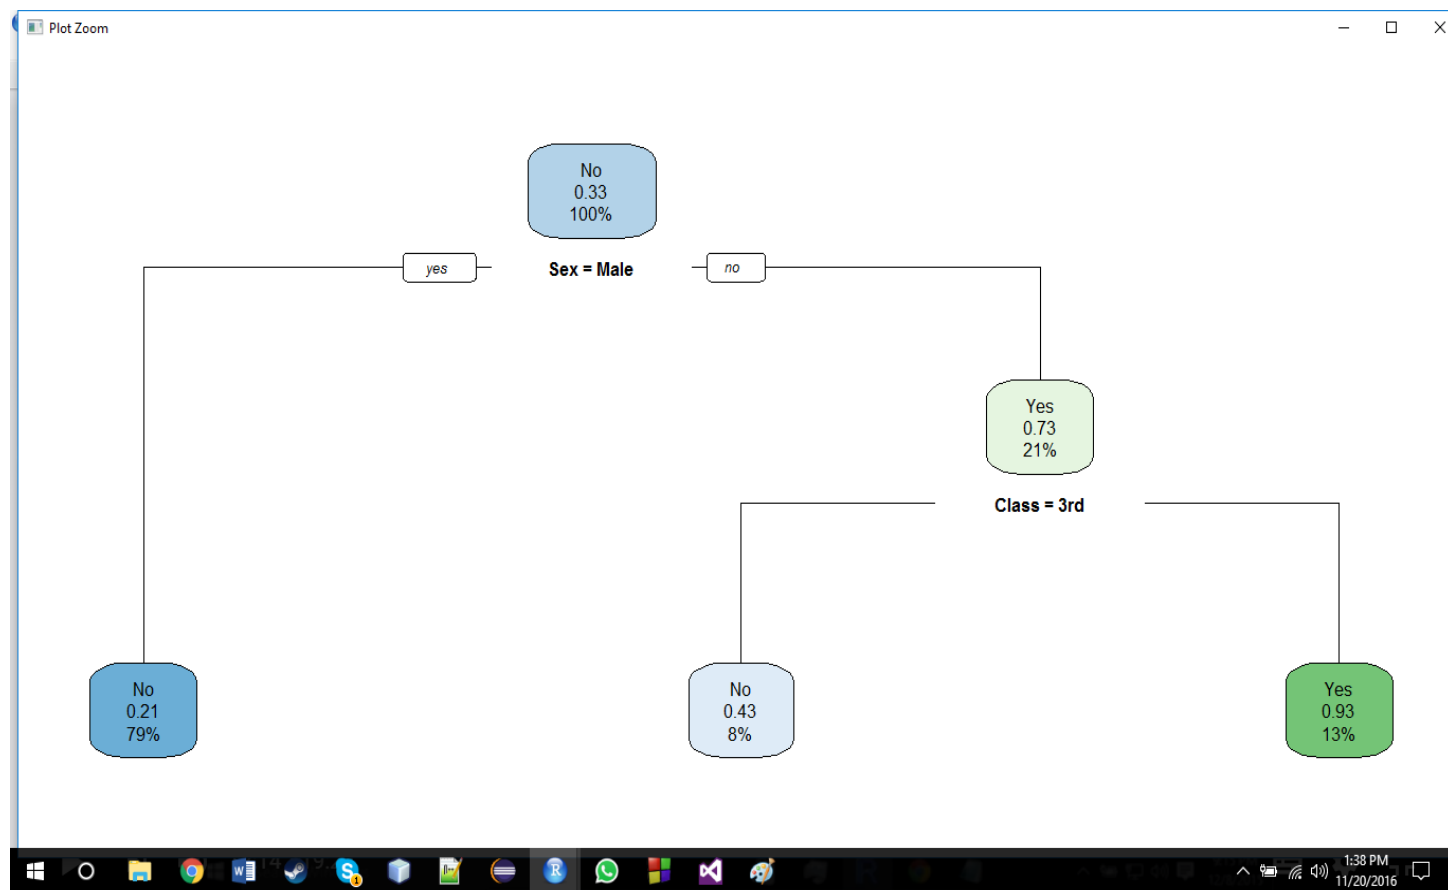 Plot Zoom
No
0.33
100%
yes
Sex = Male
no
Yes
0.73
21%
Class = 3rd
No
0.21
79%
No
0.43
8%
Yes
0.93
13%
1:38 PM
11/20/2016